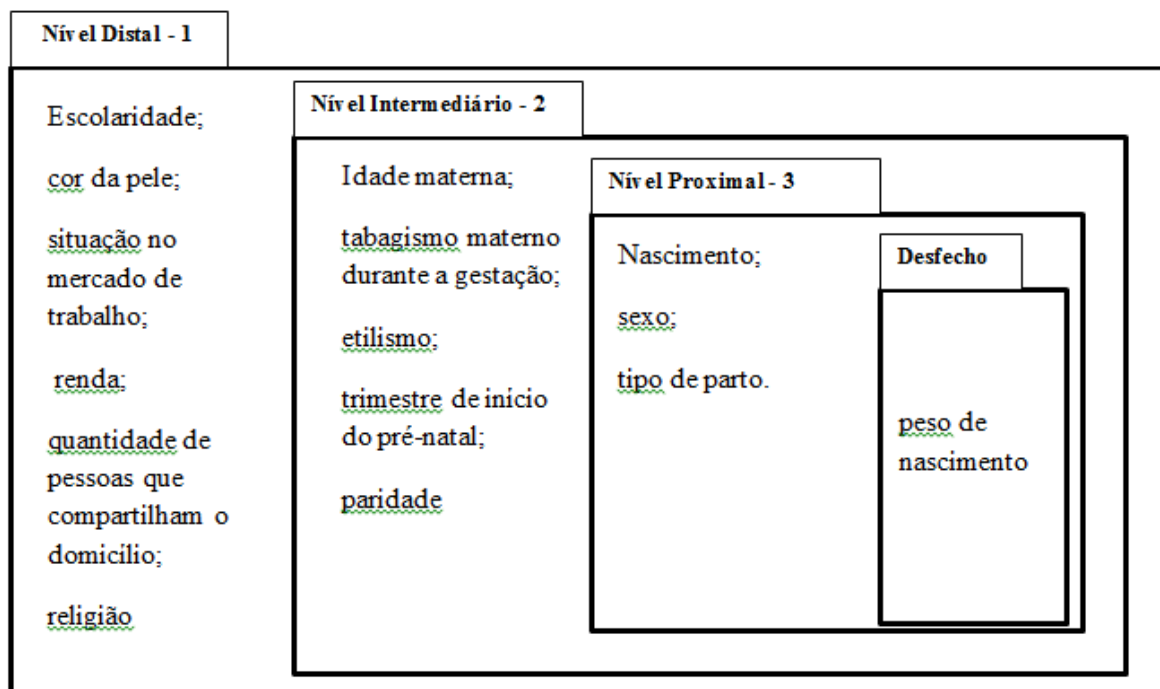 Nível Distal - 1
Escolaridade;
cor da pele;
situação no
mercado de
trabalho;
renda;
quantidade de
pessoas que
compartilham o
domicílio;
religião
Nível Intermediário - 2
Idade materna;
tabagismo materno
durante a gestação;
etilismo;
trimestre de início
do pré-natal;
paridade
Nível Proximal - 3
Nascimento;
sexo;
tipo de parto.
Desfecho
peso de
nascimento